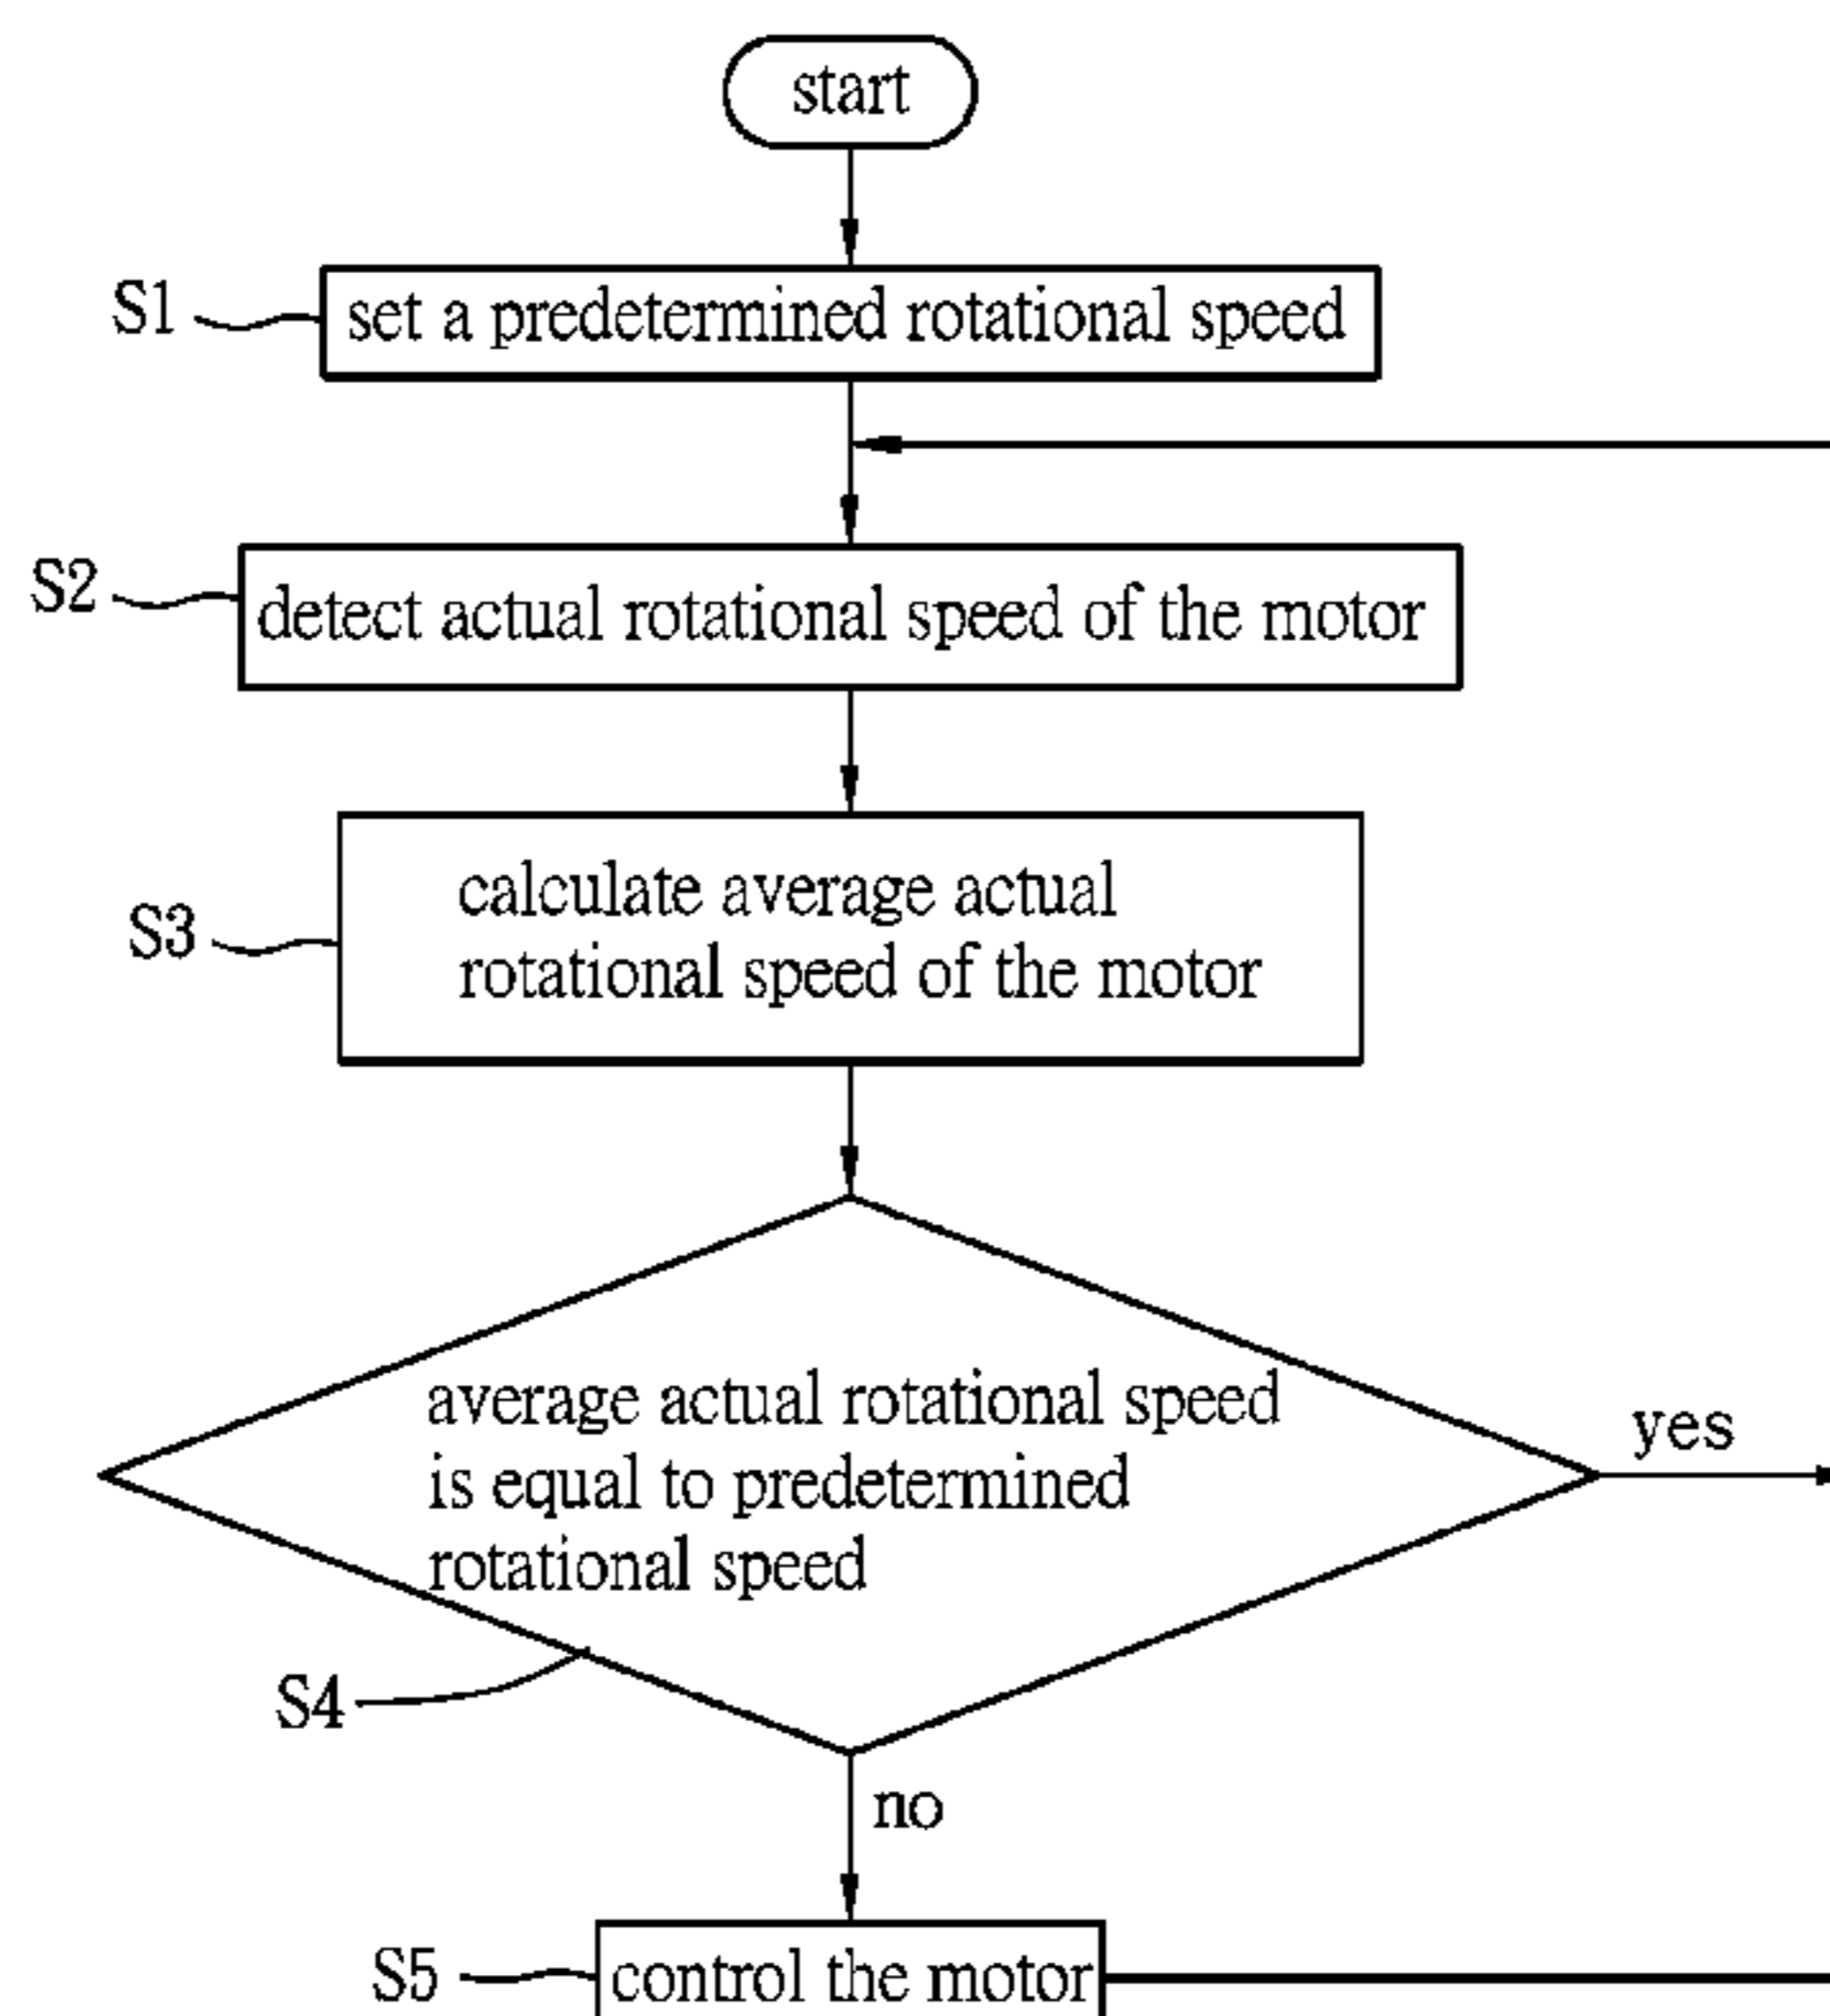 start
S1
set a predetermined rotational speed
S2
detect actual rotational speed of the motor
S3
calculate average actual
rotational speed of the motor
average actual rotational speed
is equal to predetermined
rotational speed
yes
S4
no
S5
control the motor